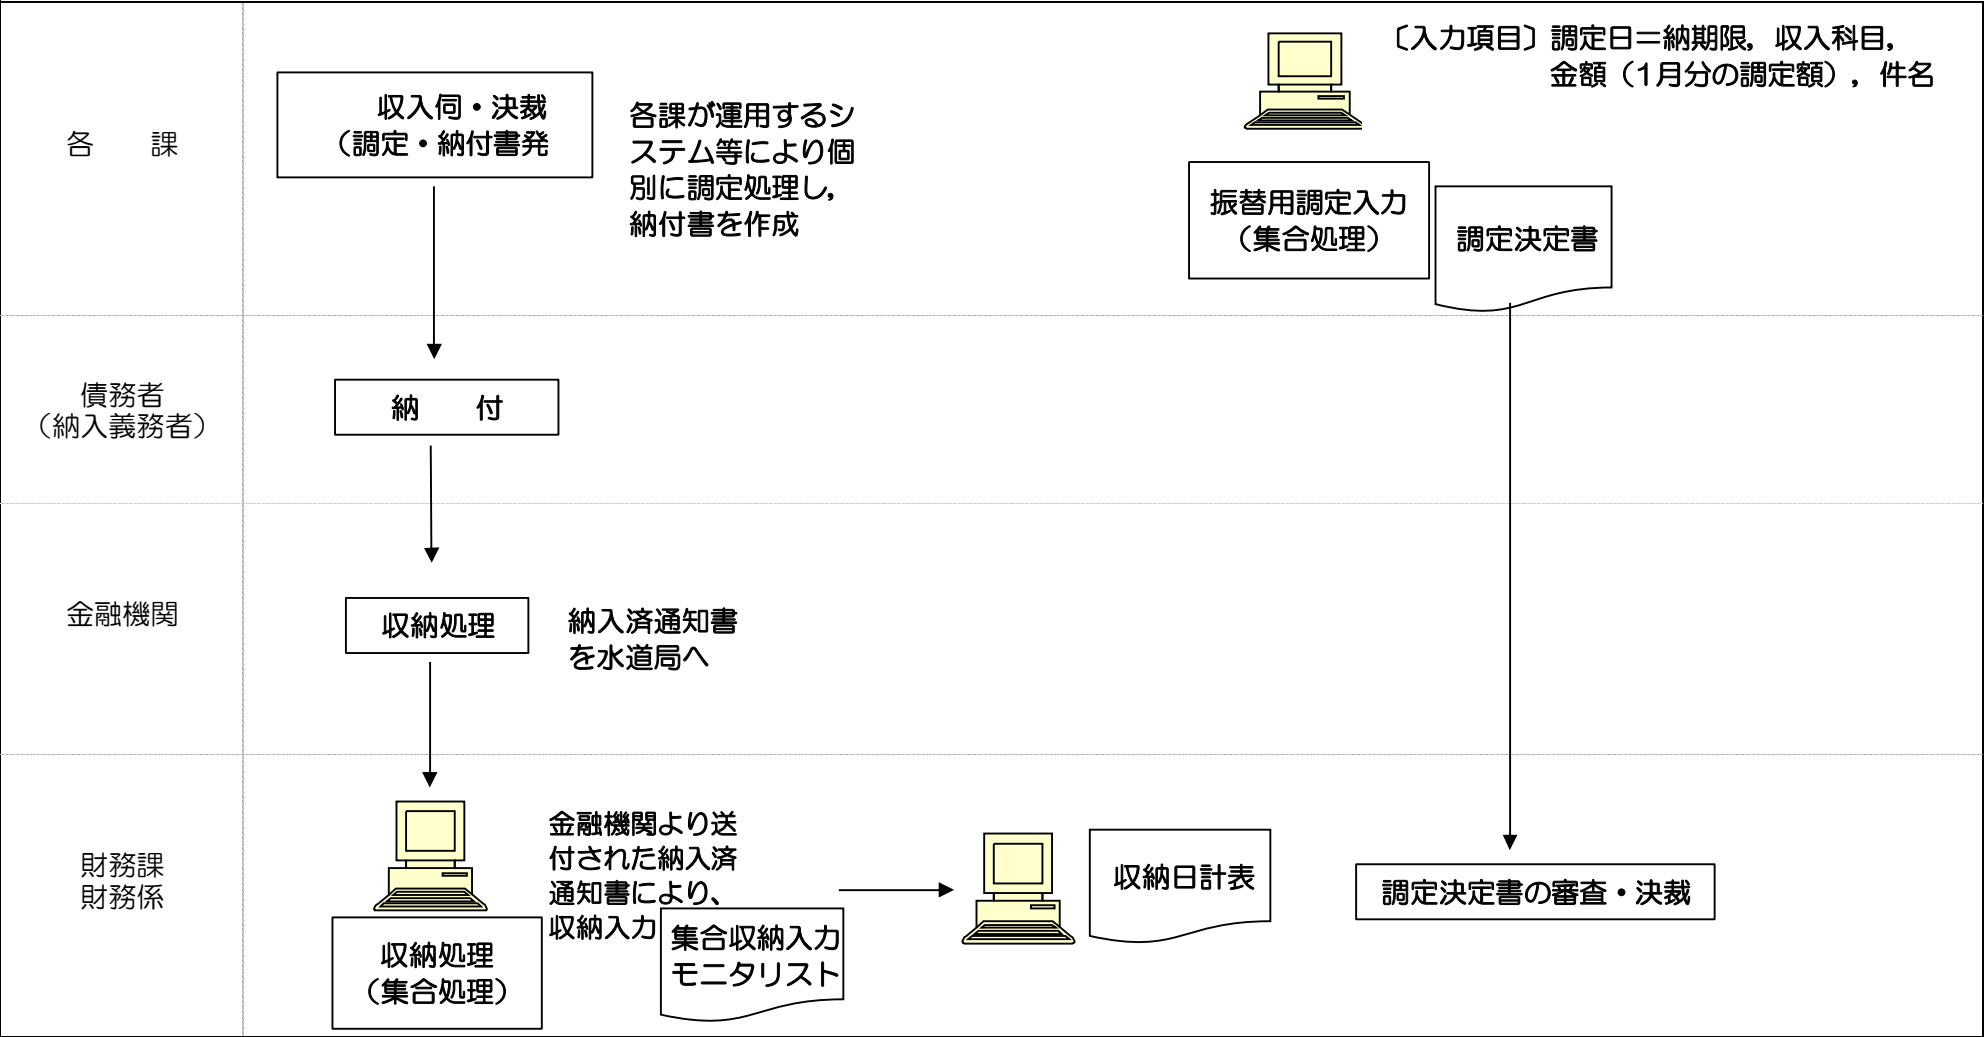 各　　課
収入伺・決裁
（調定・納付書発
各課が運用するシ
ステム等により個
別に調定処理し，
納付書を作成
〔入力項目〕調定日＝納期限，収入科目，
金額（1月分の調定額），件名
振替用調定入力
（集合処理）
調定決定書
債務者
（納入義務者）
納　　付
金融機関
収納処理
納入済通知書
を水道局へ
財務課
財務係
金融機関より送
付された納入済
通知書により、
収納入力
収納処理
（集合処理）
集合収納入力
モニタリスト
収納日計表
調定決定書の審査・決裁